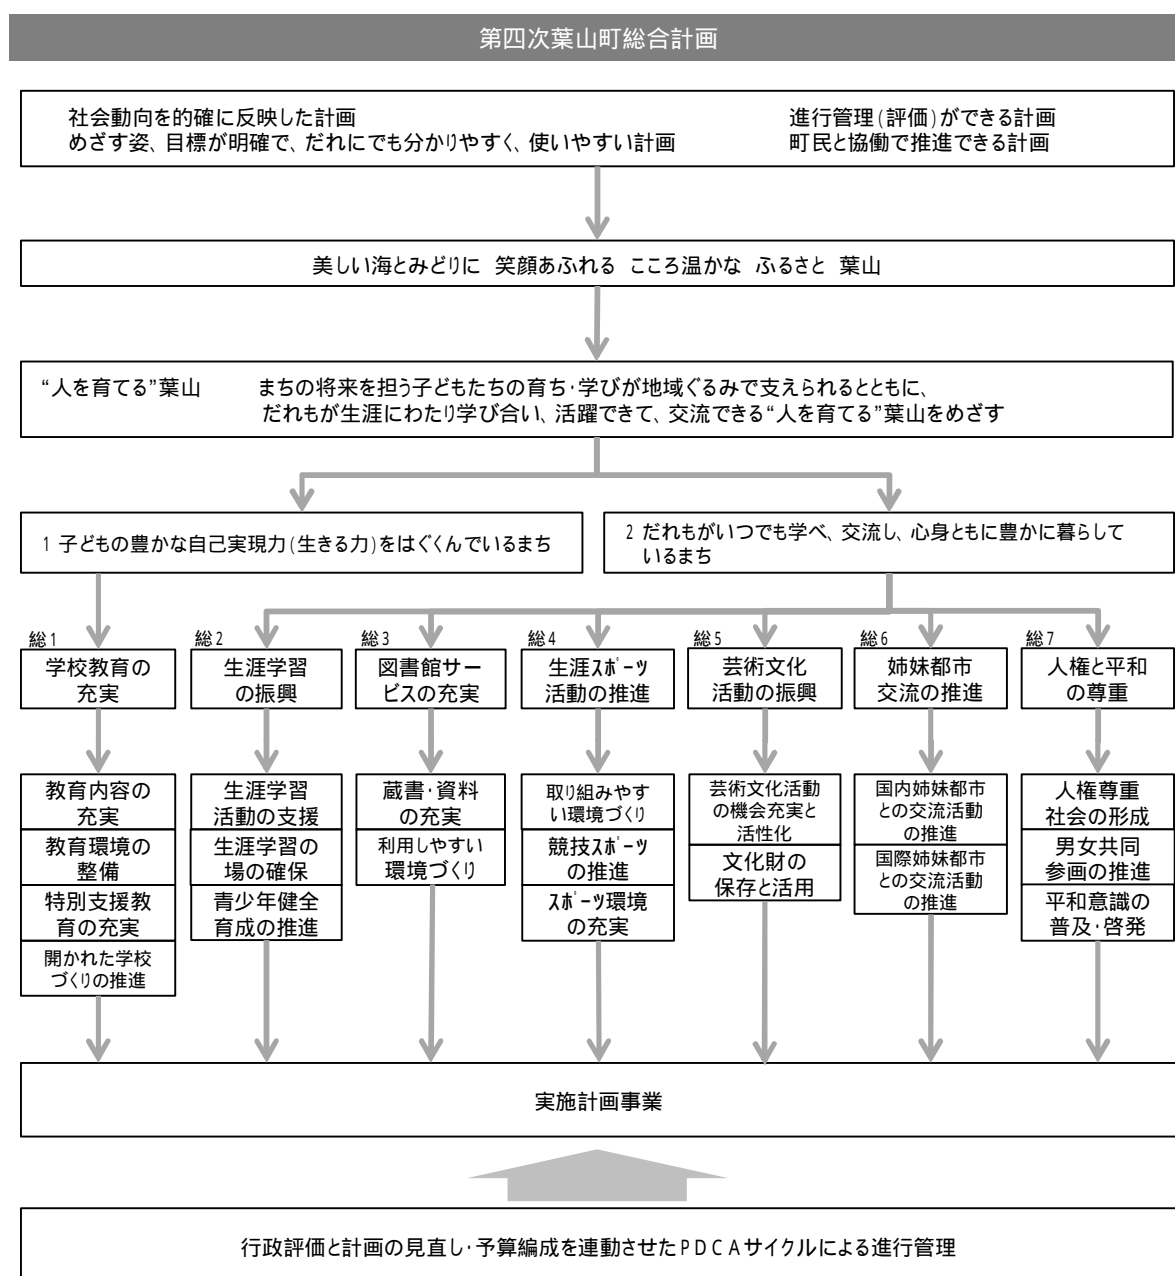 第四次葉山町総合計画
社会動向を的確に反映した計画
めざす姿、目標が明確で、だれにでも分かりやすく、使いやすい計画
進行管理(評価)ができる計画
町民と協働で推進できる計画
美しい海とみどりに 笑顔あふれる こころ温かな ふるさと 葉山
“人を育てる”葉山
まちの将来を担う子どもたちの育ち・学びが地域ぐるみで支えられるとともに、
だれもが生涯にわたり学び合い、活躍できて、交流できる“人を育てる”葉山をめざす
1 子どもの豊かな自己実現力(生きる力)をはぐくんでいるまち
2 だれもがいつでも学べ、交流し、心身ともに豊かに暮らして
いるまち
総1
学校教育の
充実
総2
生涯学習
の振興
総3
図書館サー
ビスの充実
総4
生涯ｽﾎﾟｰﾂ
活動の推進
総5
芸術文化
活動の振興
総6
姉妹都市
交流の推進
総7
人権と平和
の尊重
教育内容の
充実
教育環境の
整備
特別支援教
育の充実
開かれた学校
づくりの推進
生涯学習
活動の支援
生涯学習の
場の確保
青少年健全
育成の推進
蔵書・資料
の充実
利用しやすい
環境づくり
取り組みやす
い環境づくり
競技ｽﾎﾟｰﾂ
の推進
ｽﾎﾟｰﾂ環境
の充実
芸術文化活動
の機会充実と
活性化
文化財の
保存と活用
国内姉妹都市
との交流活動
の推進
国際姉妹都市
との交流活動
の推進
人権尊重
社会の形成
男女共同
参画の推進
平和意識の
普及・啓発
実施計画事業
行政評価と計画の見直し・予算編成を連動させたPDCAサイクルによる進行管理